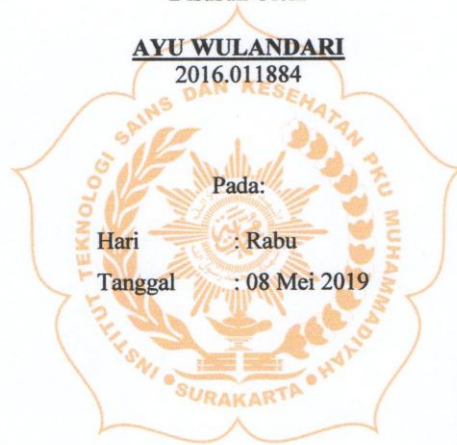 AYU WULANDARI
2016.011884
Pada:
Hari : Rabu
Tanggal : 08 Mei 2019
INSTITUT TEKNOLOGI SAINS DAN KESEHATAN PKU MUHAMMADIYAH
• SURAKARTA •